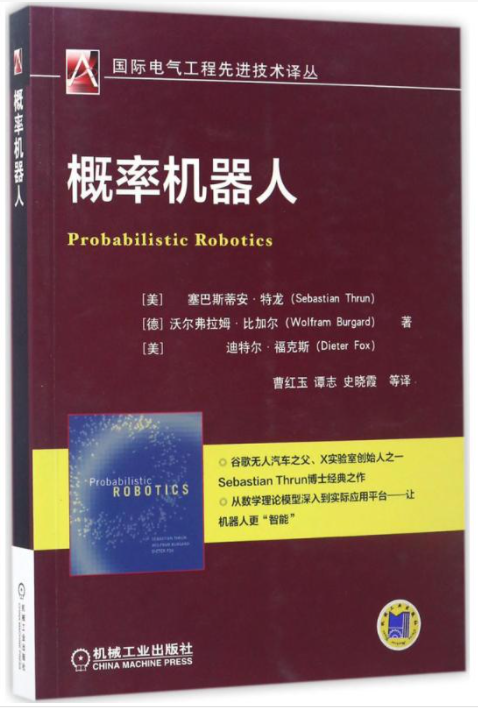 国际电气工程先进技术译丛
概率机器人
概率机器人
Probabilistic Robotics
[美] 塞巴斯蒂安·特龙(Sebastian Thrun)
[德] 沃尔弗拉姆·比加尔(Wolfram Burgard) 著
[美] 迪特尔·福克斯(Dieter Fox)
曹红玉 谭志 史晓霞 等译
Probabilistic
ROBOTICS
SEBASTIAN THRUN
WOLFRAM BURGARD
DIETER FOX
◎ 谷歌无人汽车之父、X实验室创始人之一
Sebastian Thrun博士经典之作
◎ 从数学理论模型深入到实际应用平台——让
机器人更“智能”
机械工业出版社
机械工业出版社
CHINA MACHINE PRESS